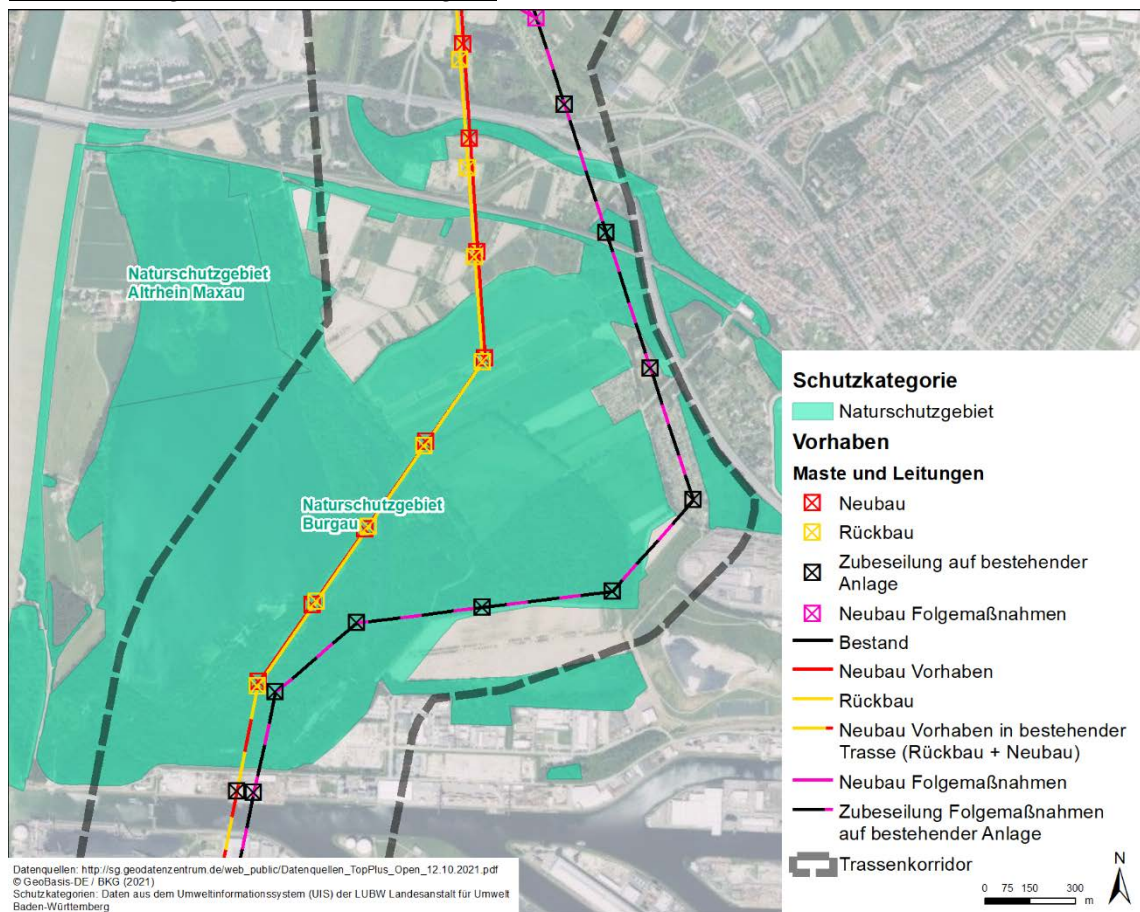 Naturschutzgebiet
Altrhein Maxau
Naturschutzgebiet
Burgau
Schutzkategorie
Naturschutzgebiet
Vorhaben
Maste und Leitungen
Neubau
Rückbau
Zubeseilung auf bestehender
Anlage
Neubau Folgemaßnahmen
Bestand
Neubau Vorhaben
Rückbau
Neubau Vorhaben in bestehender
Trasse (Rückbau + Neubau)
Neubau Folgemaßnahmen
Zubeseilung Folgemaßnahmen
auf bestehender Anlage
Trassenkorridor
N
0 75 150 300
m
Datenquellen: http://sg.geodatenzentrum.de/web_public/Datenquellen_TopPlus_Open_12.10.2021.pdf
© GeoBasis-DE / BKG (2021)
Schutzkategorien: Daten aus dem Umweltinformationssystem (UIS) der LUBW Landesanstalt für Umwelt
Baden-Württemberg